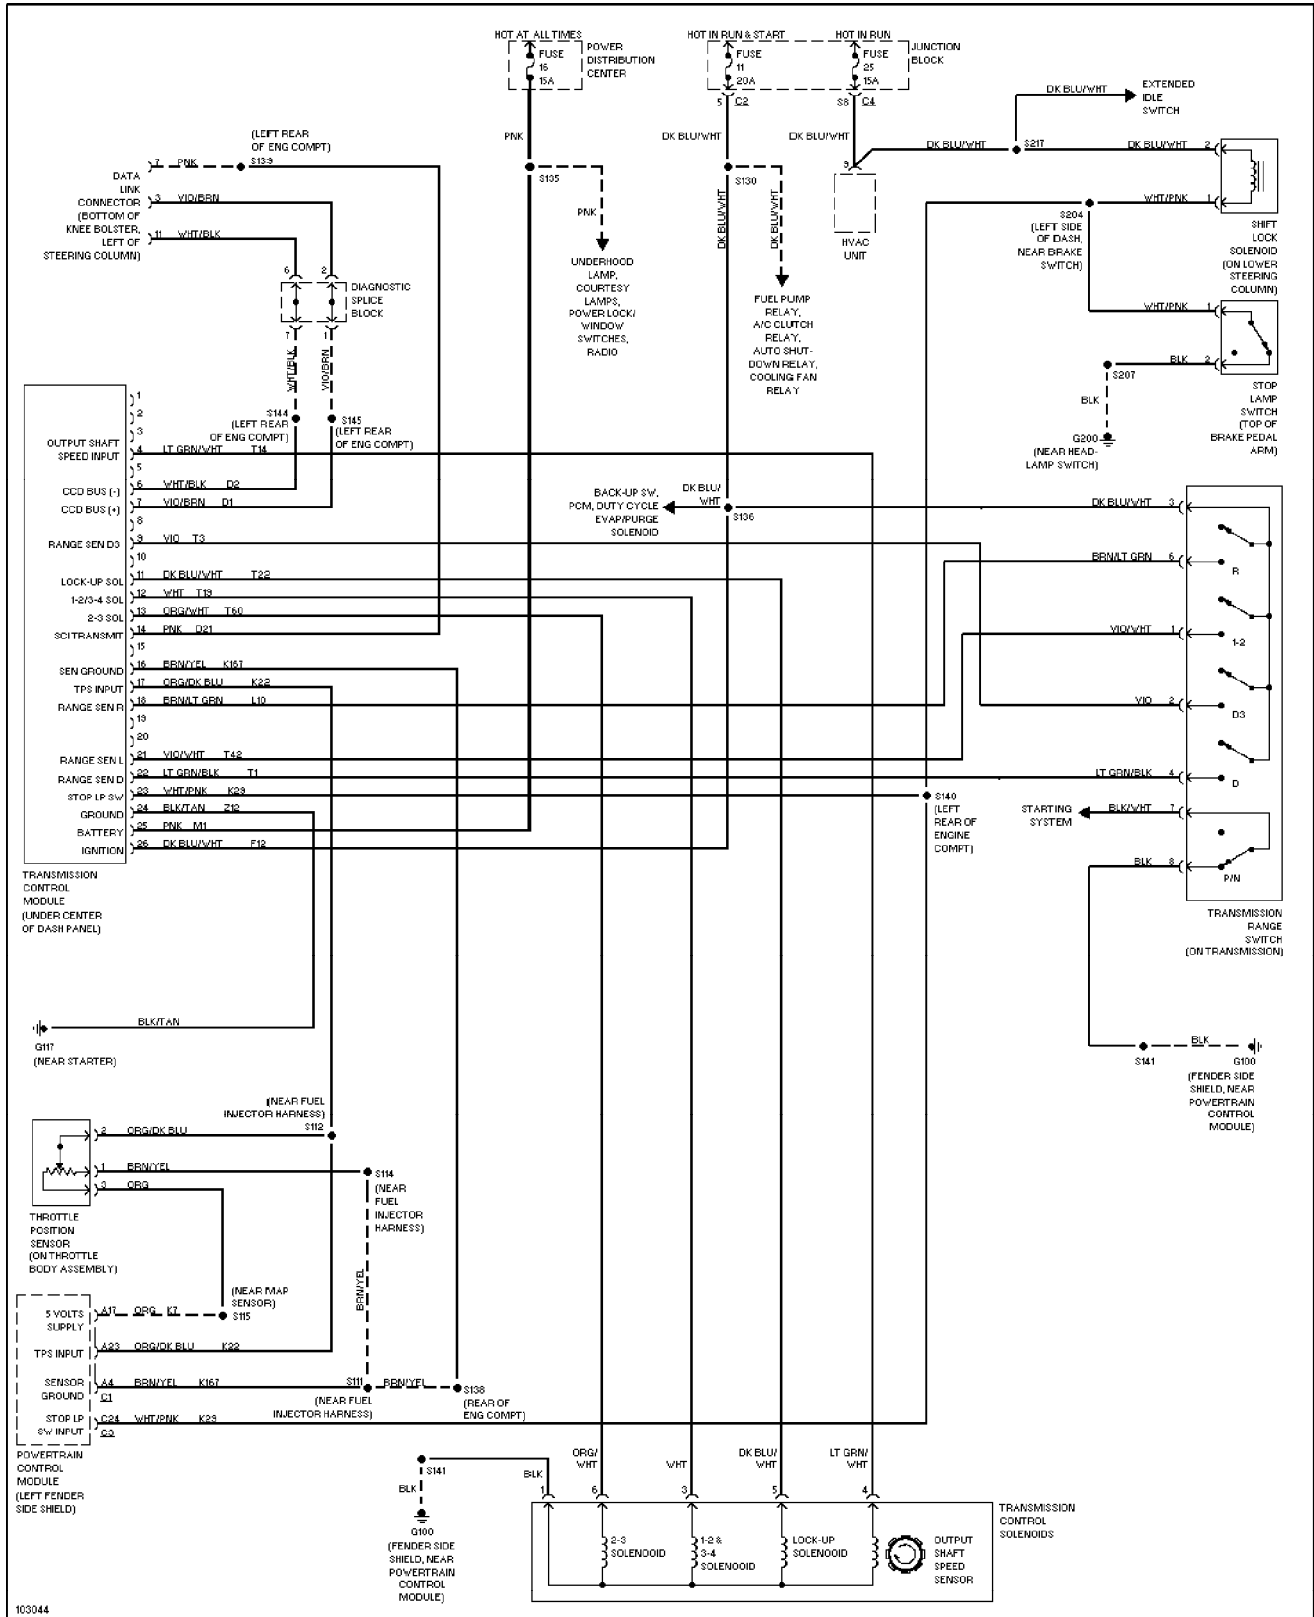 HOT AT ALL TIMES
FUSE
16
15A
POWER
DISTRIBUTION
CENTER
HOT IN RUN & START
FUSE
11
20A
HOT IN RUN
FUSE
25
15A
JUNCTION
BLOCK
5 C2
S8 C4
DK BLU/WHT
EXTENDED
IDLE
SWITCH
PNK
DK BLU/WHT
DK BLU/WHT
DK BLU/WHT
S217
DK BLU/WHT
2
(LEFT REAR
OF ENG COMPT)
S139
7 PNK
DATA
LINK
CONNECTOR
(BOTTOM OF
KNEE BOLSTER,
LEFT OF
STEERING COLUMN)
3 VIO/BRN
11 WHT/BLK
S135
PNK
UNDERHOOD
LAMP,
COURTESY
LAMPS,
POWER LOCK/
WINDOW
SWITCHES,
RADIO
S130
DK BLU/WHT
DK BLU/WHT
FUEL PUMP
RELAY,
A/C CLUTCH
RELAY,
AUTO SHUT-
DOWN RELAY,
COOLING FAN
RELAY
9
HVAC
UNIT
WHT/PNK
1
S204
(LEFT SIDE
OF DASH,
NEAR BRAKE
SWITCH)
SHIFT
LOCK
SOLENOID
(ON LOWER
STEERING
COLUMN)
6
2
DIAGNOSTIC
SPLICE
BLOCK
7
1
WHT/BLK
VIO/BRN
S144
(LEFT REAR
OF ENG COMPT)
S145
(LEFT REAR
OF ENG COMPT)
WHT/PNK
1
BLK
2
S207
BLK
G200
(NEAR HEAD-
LAMP SWITCH)
STOP
LAMP
SWITCH
(TOP OF
BRAKE PEDAL
ARM)
1
2
3
OUTPUT SHAFT
SPEED INPUT
4 LT GRN/WHT T14
5
CCD BUS (-)
6 WHT/BLK D2
CCD BUS (+)
7 VIO/BRN D1
8
RANGE SEN D3
9 VIO T3
10
LOCK-UP SOL
11 DK BLU/WHT T22
1-2/3-4 SOL
12 WHT T19
2-3 SOL
13 ORG/WHT T60
SCI TRANSMIT
14 PNK D21
15
SEN GROUND
16 BRN/YEL K167
TPS INPUT
17 ORG/DK BLU K22
RANGE SEN R
18 BRN/LT GRN L10
19
20
RANGE SEN L
21 VIO/WHT T42
RANGE SEN D
22 LT GRN/BLK T1
STOP LP SW
23 WHT/PNK K29
GROUND
24 BLK/TAN Z12
BATTERY
25 PNK M1
IGNITION
26 DK BLU/WHT F12
TRANSMISSION
CONTROL
MODULE
(UNDER CENTER
OF DASH PANEL)
BACK-UP SW,
PCM, DUTY CYCLE
EVAP/PURGE
SOLENOID
DK BLU/
WHT
S136
DK BLU/WHT 3
BRN/LT GRN 6
R
VIO/WHT 1
1-2
VIO 2
D3
LT GRN/BLK 4
D
STARTING
SYSTEM
BLK/WHT 7
BLK 8
P/N
S140
(LEFT
REAR OF
ENGINE
COMPT)
TRANSMISSION
RANGE
SWITCH
(ON TRANSMISSION)
BLK/TAN
G117
(NEAR STARTER)
S141
BLK
G100
(FENDER SIDE
SHIELD, NEAR
POWERTRAIN
CONTROL
MODULE)
(NEAR FUEL
INJECTOR HARNESS)
S112
2 ORG/DK BLU
1 BRN/YEL
3 ORG
THROTTLE
POSITION
SENSOR
(ON THROTTLE
BODY ASSEMBLY)
S114
(NEAR
FUEL
INJECTOR
HARNESS)
BRN/YEL
(NEAR MAP
SENSOR)
S115
5 VOLTS
SUPPLY
A17 ORG K7
TPS INPUT
A23 ORG/DK BLU K22
SENSOR
GROUND
A4 BRN/YEL K167
C1
S111
BRN/YEL
S138
(NEAR FUEL
INJECTOR HARNESS)
(REAR OF
ENG COMPT)
STOP LP
SW INPUT
C24 WHT/PNK K29
C3
POWERTRAIN
CONTROL
MODULE
(LEFT FENDER
SIDE SHIELD)
S141
BLK
BLK
G100
(FENDER SIDE
SHIELD, NEAR
POWERTRAIN
CONTROL
MODULE)
ORG/
WHT
WHT
DK BLU/
WHT
LT GRN/
WHT
1
6
3
5
4
2-3
SOLENOOID
1-2 &
3-4
SOLENOOID
LOCK-UP
SOLENOOID
OUTPUT
SHAFT
SPEED
SENSOR
TRANSMISSION
CONTROL
SOLENOIDS
103044